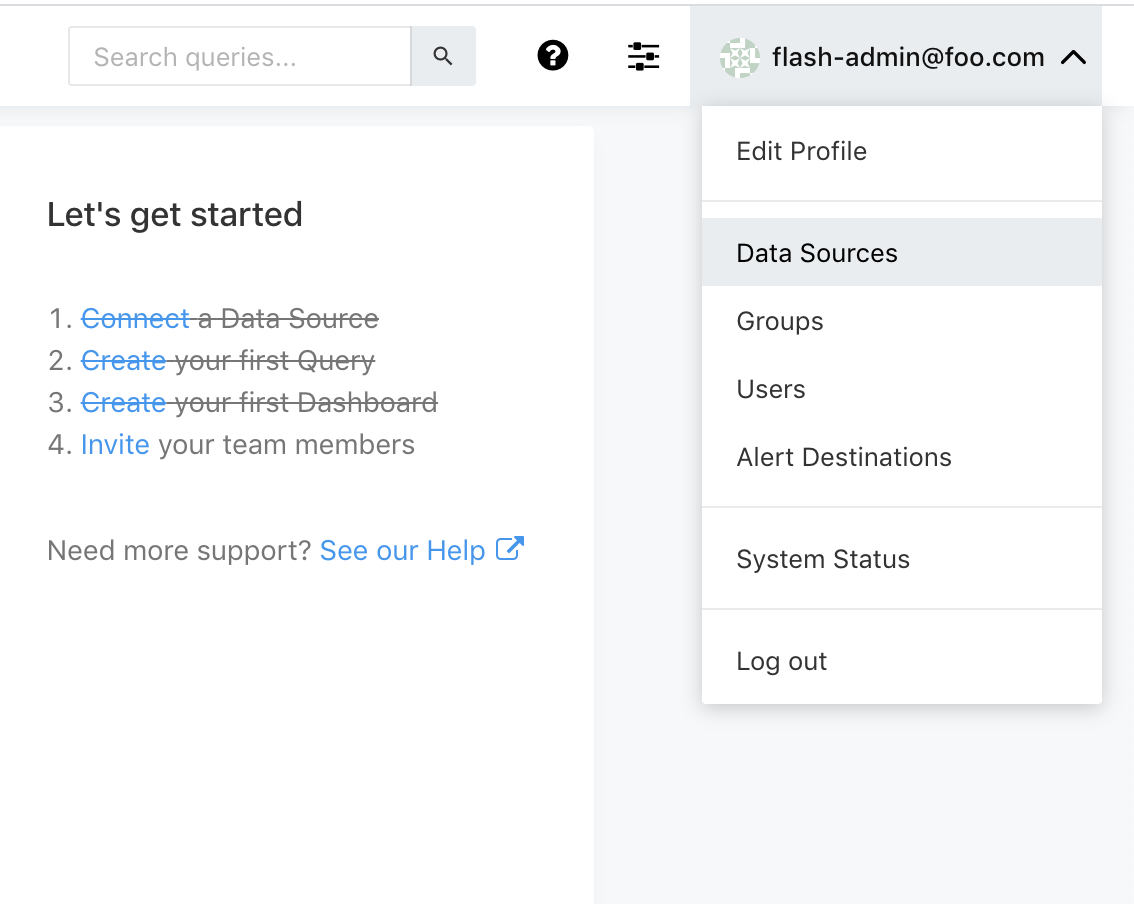 Search queries...
flash-admin@foo.com
Let's get started
1. Connect a Data Source
2. Create your first Query
3. Create your first Dashboard
4. Invite your team members
Need more support? See our Help
Edit Profile
Data Sources
Groups
Users
Alert Destinations
System Status
Log out